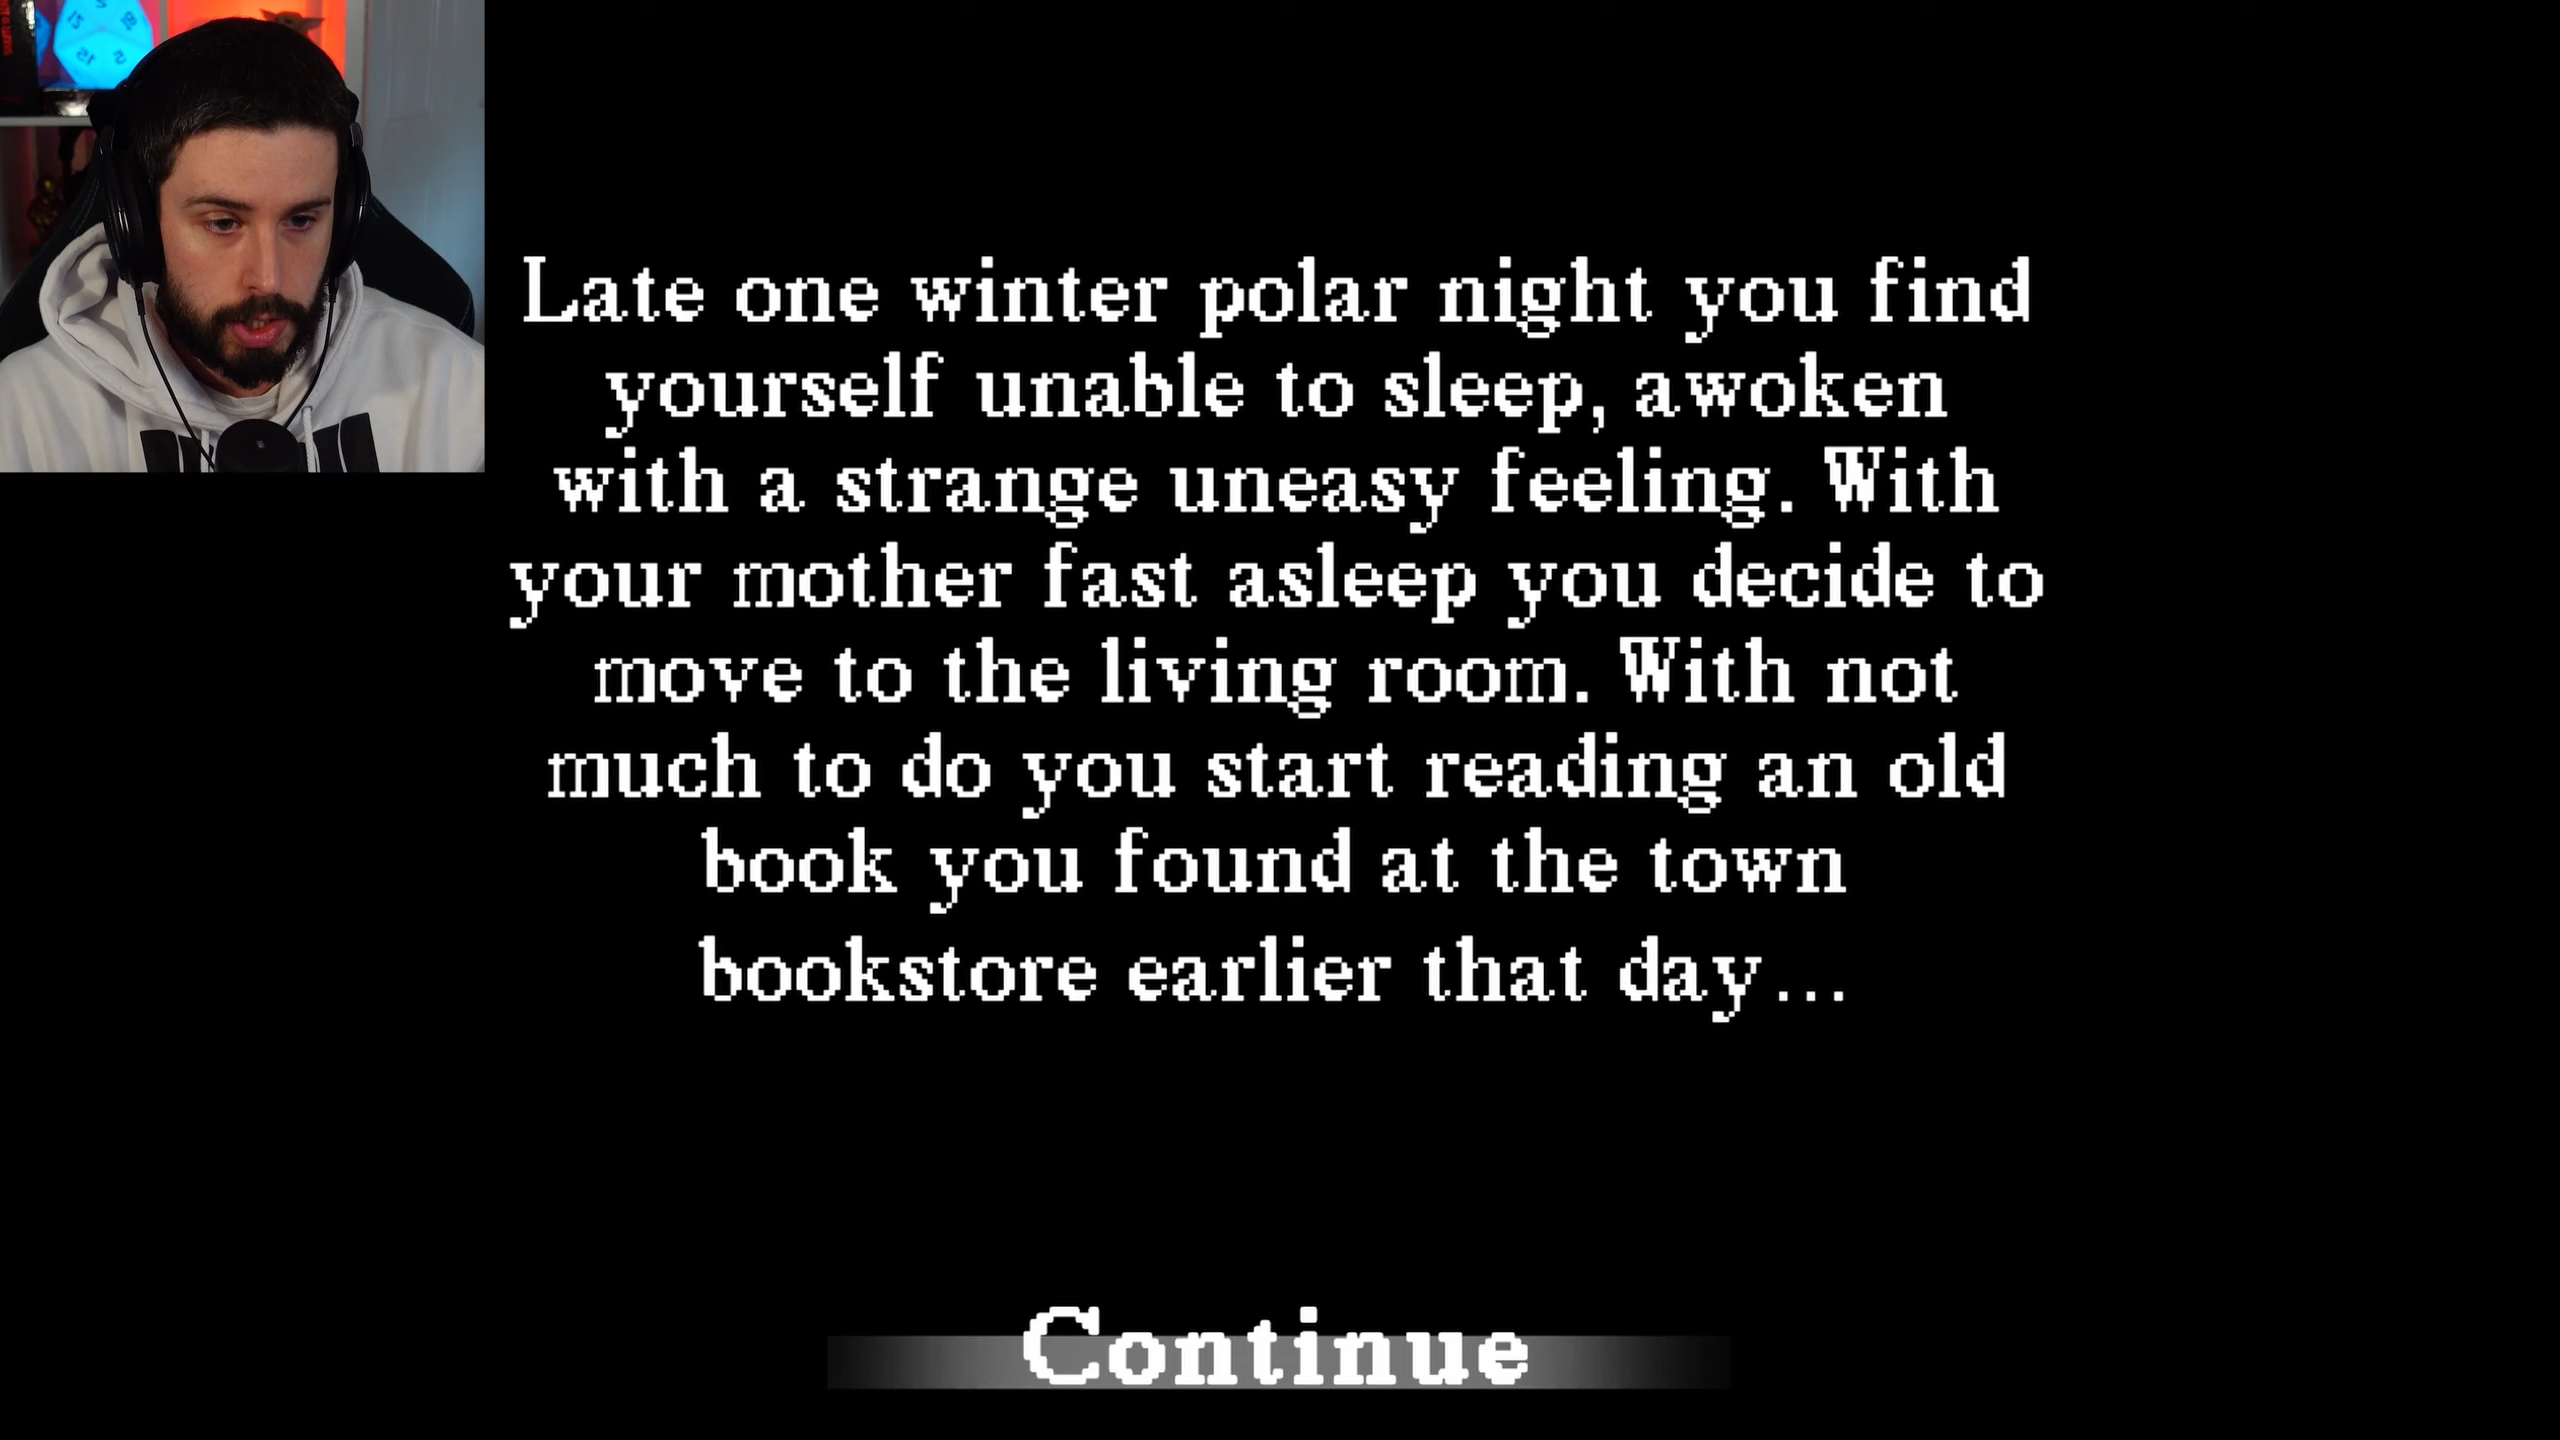 Late one winter polar night you find
yourself unable to sleep, awoken
with a strange uneasy feeling. With
your mother fast asleep you decide to
move to the living room. With not
much to do you start reading an old
book you found at the town
bookstore earlier that day...
Continue